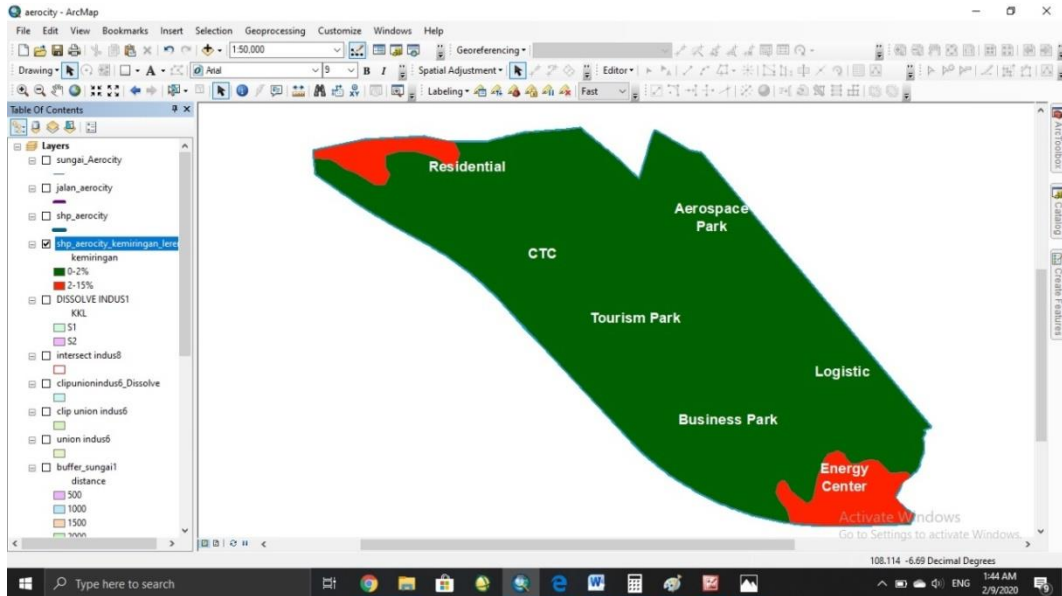 aerocity - ArcMap
File Edit View Bookmarks Insert Selection Geoprocessing Customize Windows Help
1:50.000
Georeferencing
Drawing
Arial
9
B I
Spatial Adjustment
Editor
Labeling
Fast
Table Of Contents
Layers
sungai_Aerocity
jalan_aerocity
shp_aerocity
shp_aerocity_kemiringan_lere
kemiringan
0-2%
2-15%
DISSOLVE INDUS1
KKL
S1
S2
intersect indus8
clipunionindus6_Dissolve
clip union indus6
union indus6
buffer_sungai1
distance
500
1000
1500
2000
Residential
Aerospace
Park
CTC
Tourism Park
Logistic
Business Park
Energy
Center
Activate Windows
Go to Settings to activate Windows.
ArcToolbox
Catalog
Create Features
108.114 -6.69 Decimal Degrees
Type here to search
ENG
1:44 AM
2/9/2020